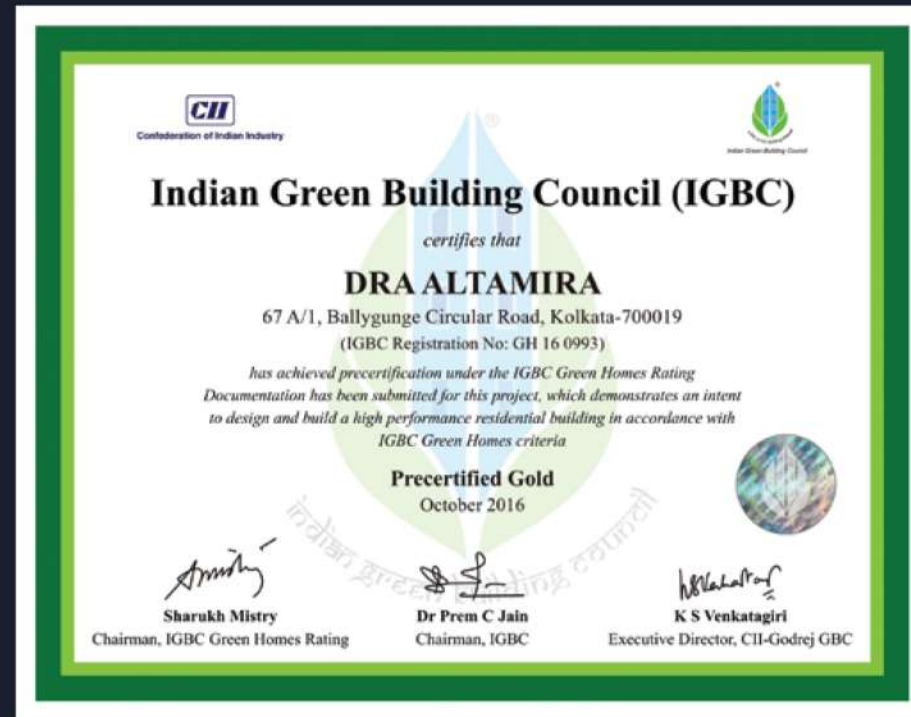 CII
Confederation of Indian Industry
Indian Green Building Council
Indian Green Building Council (IGBC)
certifies that
DRA ALTAMIRA
67 A/1, Ballygunge Circular Road, Kolkata-700019
(IGBC Registration No: GH 16 0993)
has achieved precertification under the IGBC Green Homes Rating
Documentation has been submitted for this project, which demonstrates an intent
to design and build a high performance residential building in accordance with
IGBC Green Homes criteria
Precertified Gold
October 2016
indian green building council
Sharukh Mistry
Dr Prem C Jain
K S Venkatagiri
Chairman, IGBC Green Homes Rating
Chairman, IGBC
Executive Director, CII-Godrej GBC